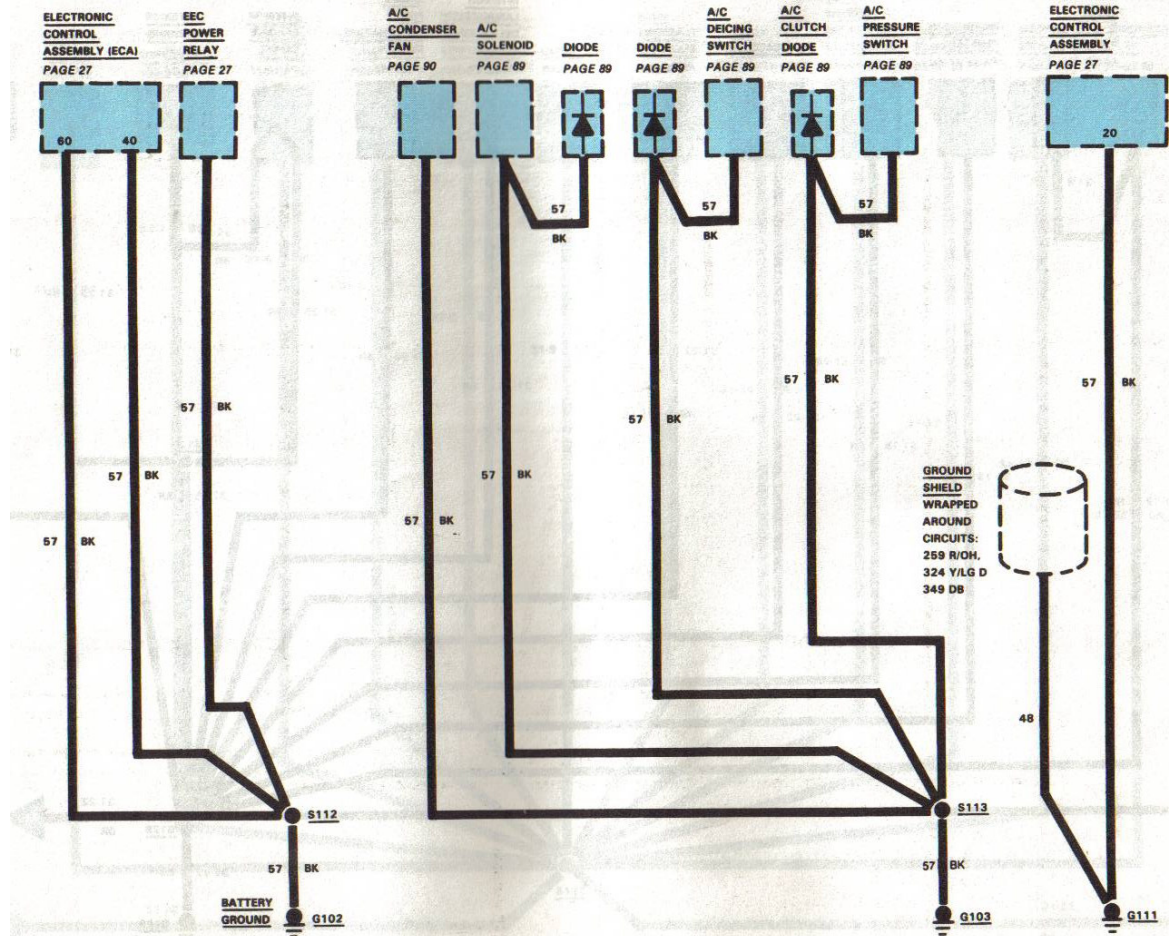 ELECTRONIC
CONTROL
ASSEMBLY (ECA)
PAGE 27
EEC
POWER
RELAY
PAGE 27
A/C
CONDENSER
FAN
PAGE 90
A/C
SOLENOID
PAGE 89
DIODE
PAGE 89
DIODE
PAGE 89
A/C
DEICING
SWITCH
PAGE 89
A/C
CLUTCH
DIODE
PAGE 89
A/C
PRESSURE
SWITCH
PAGE 89
ELECTRONIC
CONTROL
ASSEMBLY
PAGE 27
60 40
20
57
BK
57
BK
57
BK
57 BK
57 BK
57 BK
57 BK
57 BK
57 BK
57 BK
57 BK
57 BK
GROUND
SHIELD
WRAPPED
AROUND
CIRCUITS:
259 R/OH,
324 Y/LG D
349 DB
48
S112
57 BK
BATTERY
GROUND
G102
S113
57 BK
G103
G111